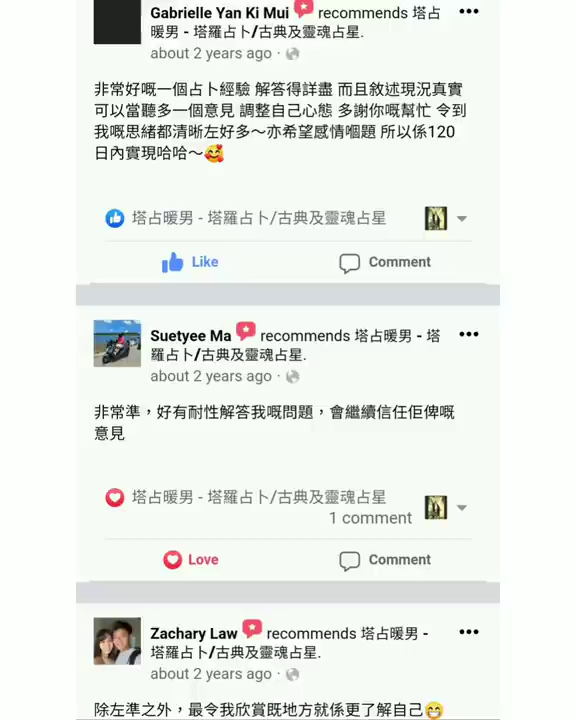 Gabrielle Yan Ki Mui recommends 塔占
暖男 - 塔羅占卜/古典及靈魂占星.
about 2 years ago ·
非常好嘅一個占卜經驗 解答得詳盡 而且敘述現況真實
可以當聽多一個意見 調整自己心態 多謝你嘅幫忙 令到
我嘅思緒都清晰左好多～亦希望感情嗰題 所以係120
日內實現哈哈～🥰
塔占暖男 - 塔羅占卜/古典及靈魂占星
Like Comment
Suetyee Ma recommends 塔占暖男 - 塔
羅占卜/古典及靈魂占星.
about 2 years ago ·
非常準，好有耐性解答我嘅問題，會繼續信任佢俾嘅
意見
塔占暖男 - 塔羅占卜/古典及靈魂占星
1 comment
Love Comment
Zachary Law recommends 塔占暖男 -
塔羅占卜/古典及靈魂占星.
about 2 years ago ·
除左準之外，最令我欣賞既地方就係更了解自己😁